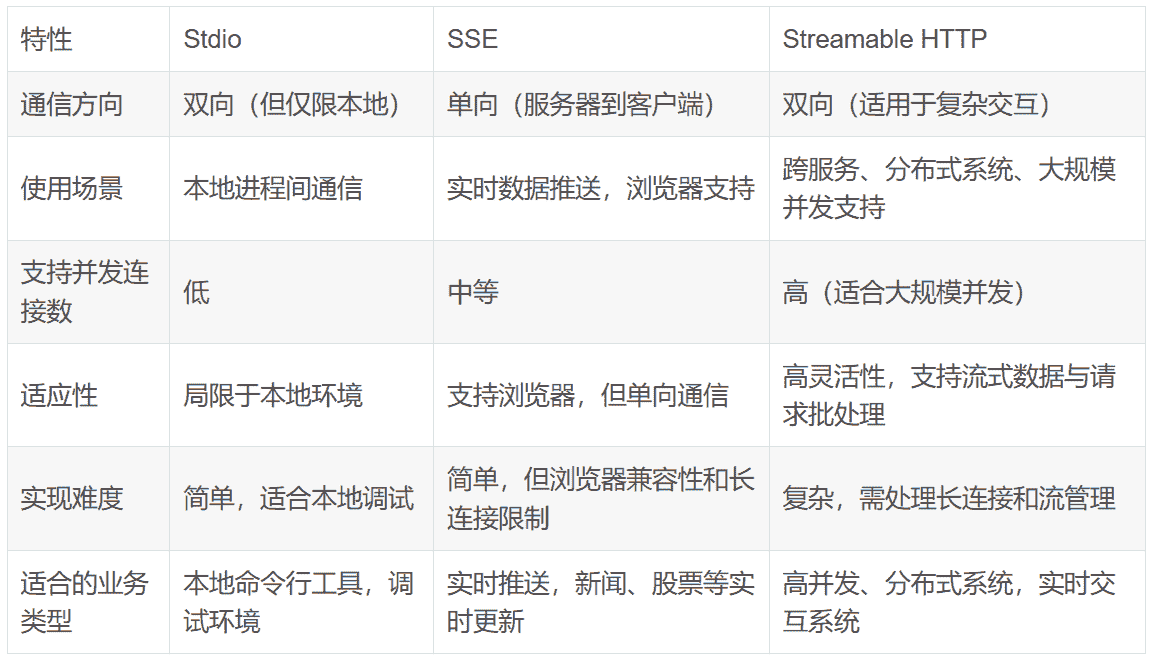 特性
Stdio
SSE
Streamable HTTP
通信方向
双向（但仅限本地）
单向（服务器到客户端）
双向（适用于复杂交互）
使用场景
本地进程间通信
实时数据推送，浏览器支持
跨服务、分布式系统、大规模
并发支持
支持并发连
接数
低
中等
高（适合大规模并发）
适应性
局限于本地环境
支持浏览器，但单向通信
高灵活性，支持流式数据与请
求批处理
实现难度
简单，适合本地调试
简单，但浏览器兼容性和长
连接限制
复杂，需处理长连接和流管理
适合的业务
类型
本地命令行工具，调
试环境
实时推送，新闻、股票等实
时更新
高并发、分布式系统，实时交
互系统